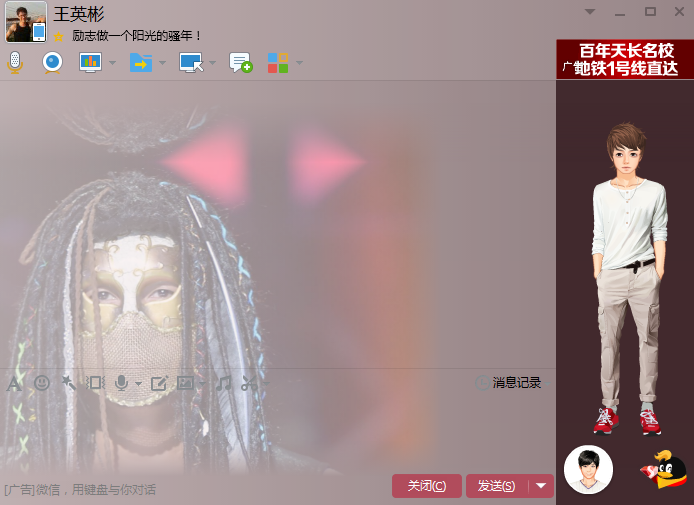 王英彬
励志做一个阳光的骚年！
百年天长名校
广告
地铁1号线直达
A
消息记录
[广告]微信，用键盘与你对话
关闭(C)
发送(S)